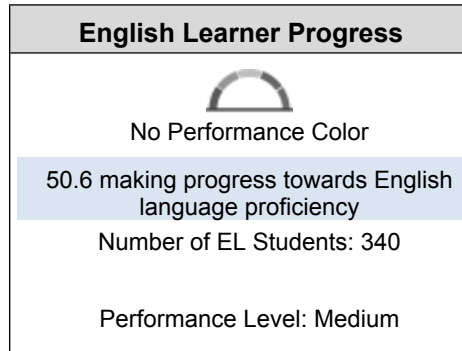 English Learner Progress
No Performance Color
50.6 making progress towards English
language proficiency
Number of EL Students: 340
Performance Level: Medium